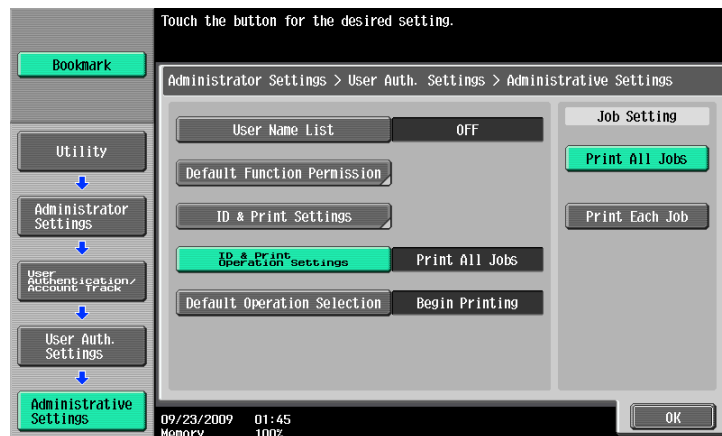 Touch the button for the desired setting.
Bookmark
Administrator Settings > User Auth. Settings > Administrative Settings
Utility
Administrator
Settings
User
Authentication/
Account Track
User Auth.
Settings
Administrative
Settings
User Name List OFF
Default Function Permission
ID & Print Settings
ID & Print
Operation Settings
Print All Jobs
Default Operation Selection Begin Printing
Job Setting
Print All Jobs
Print Each Job
09/23/2009 01:45
Memory 100%
OK